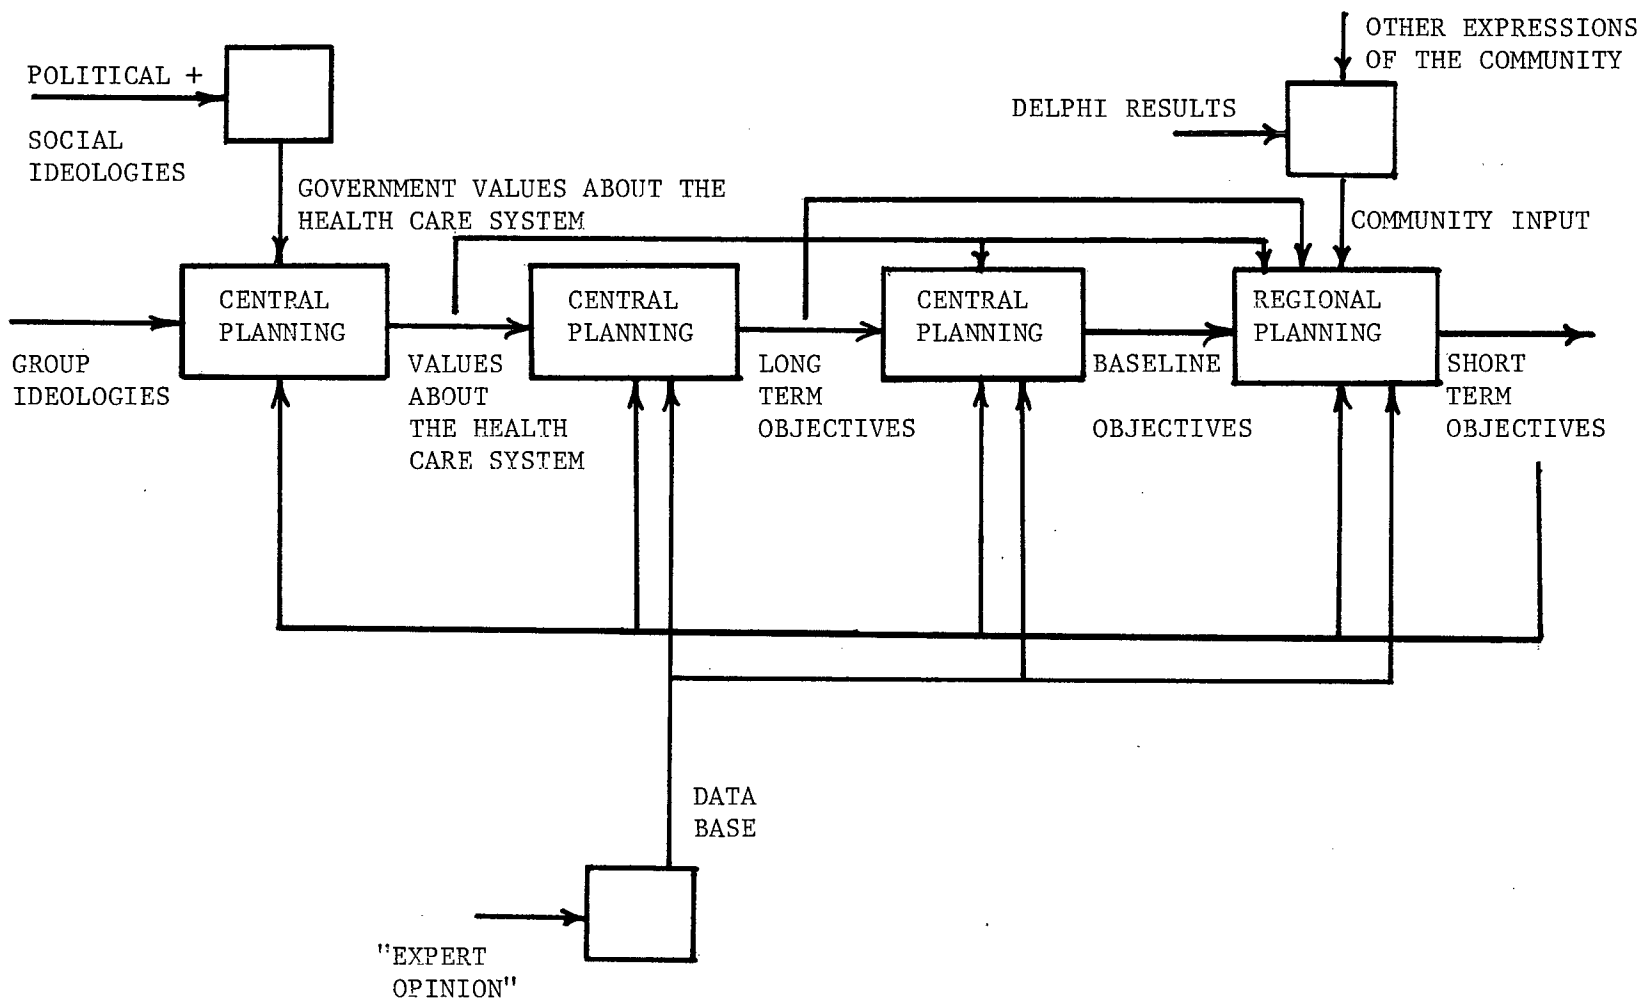 OTHER EXPRESSIONS
OF THE COMMUNITY
POLITICAL +
SOCIAL
IDEOLOGIES
DELPHI RESULTS
GOVERNMENT VALUES ABOUT THE
HEALTH CARE SYSTEM
COMMUNITY INPUT
CENTRAL
PLANNING
CENTRAL
PLANNING
CENTRAL
PLANNING
REGIONAL
PLANNING
GROUP
IDEOLOGIES
VALUES
ABOUT
THE HEALTH
CARE SYSTEM
LONG
TERM
OBJECTIVES
BASELINE
OBJECTIVES
SHORT
TERM
OBJECTIVES
DATA
BASE
"EXPERT
OPINION"